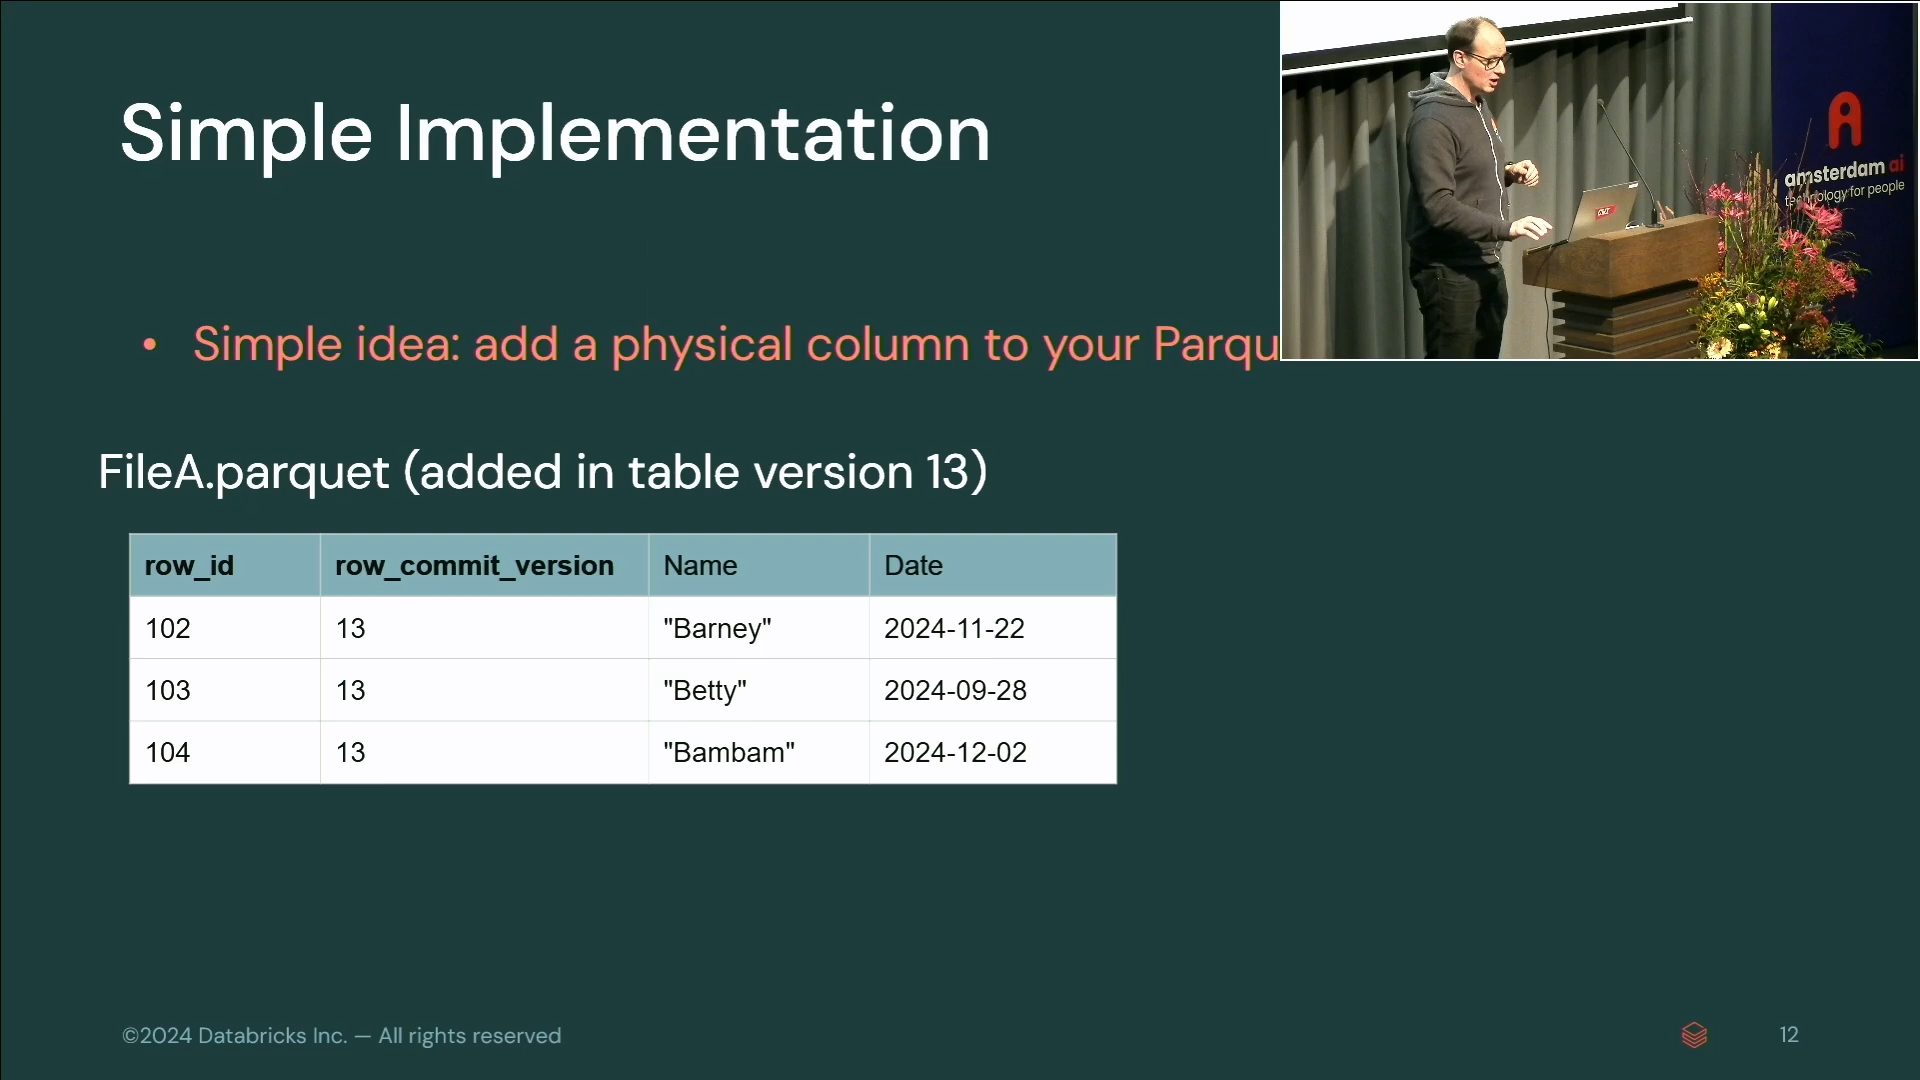 Simple Implementation
• Simple idea: add a physical column to your Parqu
FileA.parquet (added in table version 13)
row_id row_commit_version Name Date
102 13 "Barney" 2024-11-22
103 13 "Betty" 2024-09-28
104 13 "Bambam" 2024-12-02
©2024 Databricks Inc. — All rights reserved
12
amsterdam ai
technology for people
CWI